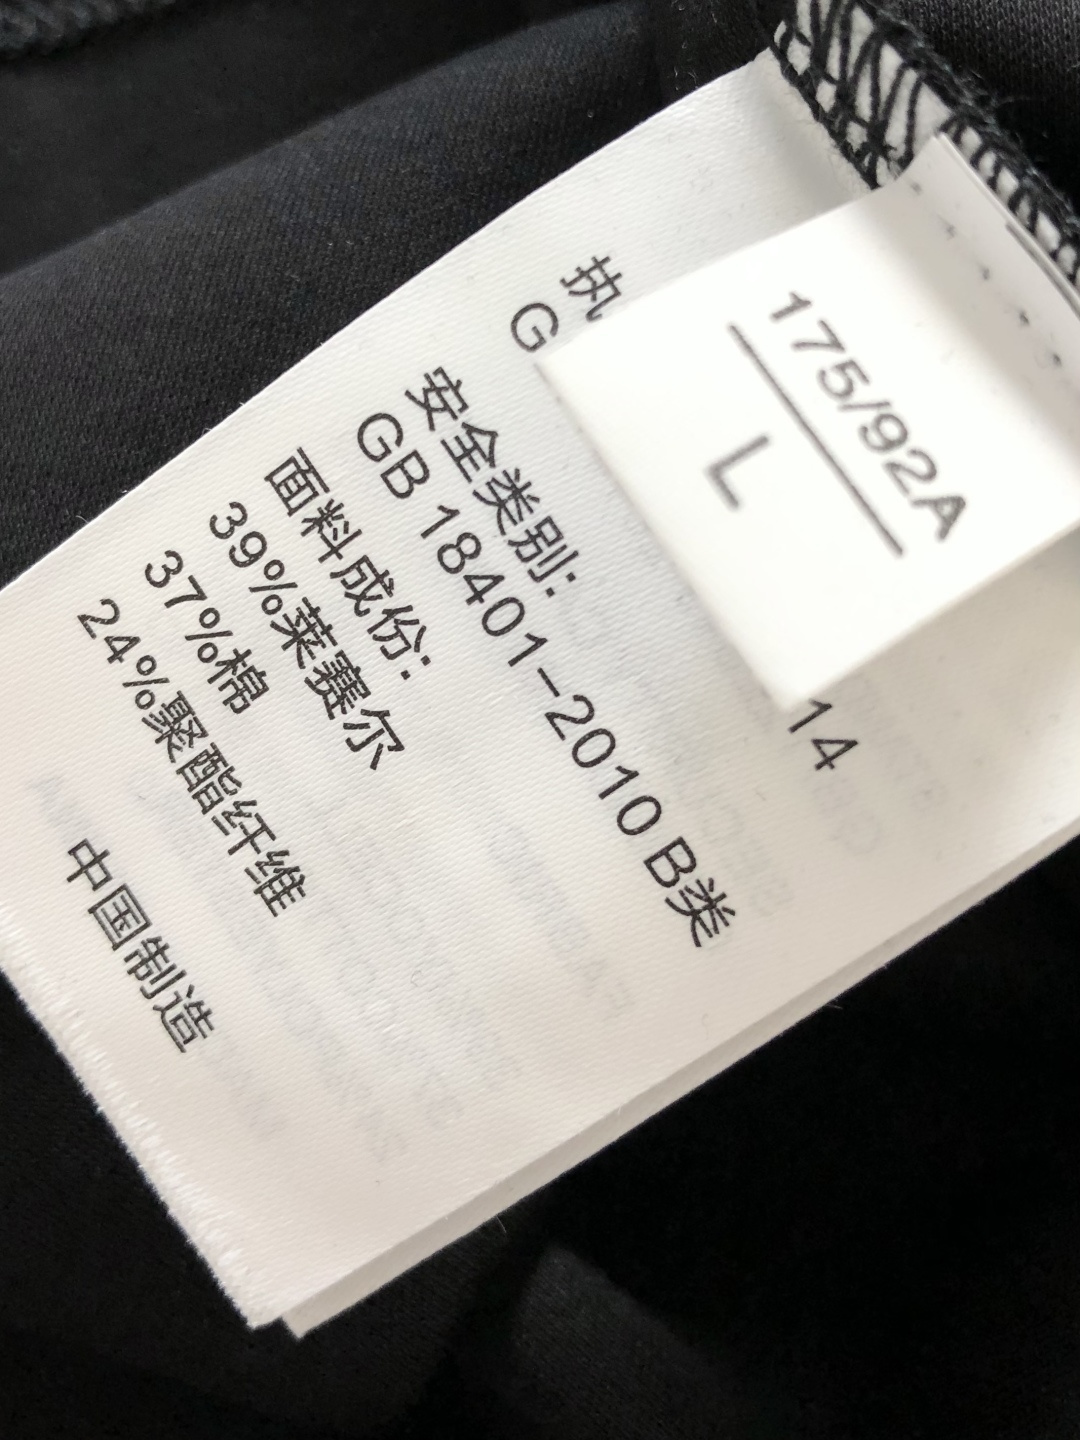 175/92A
L
执
G
14
安全类别:
GB 18401-2010 B类
面料成份:
39%莱赛尔
37%棉
24%聚酯纤维
中国制造